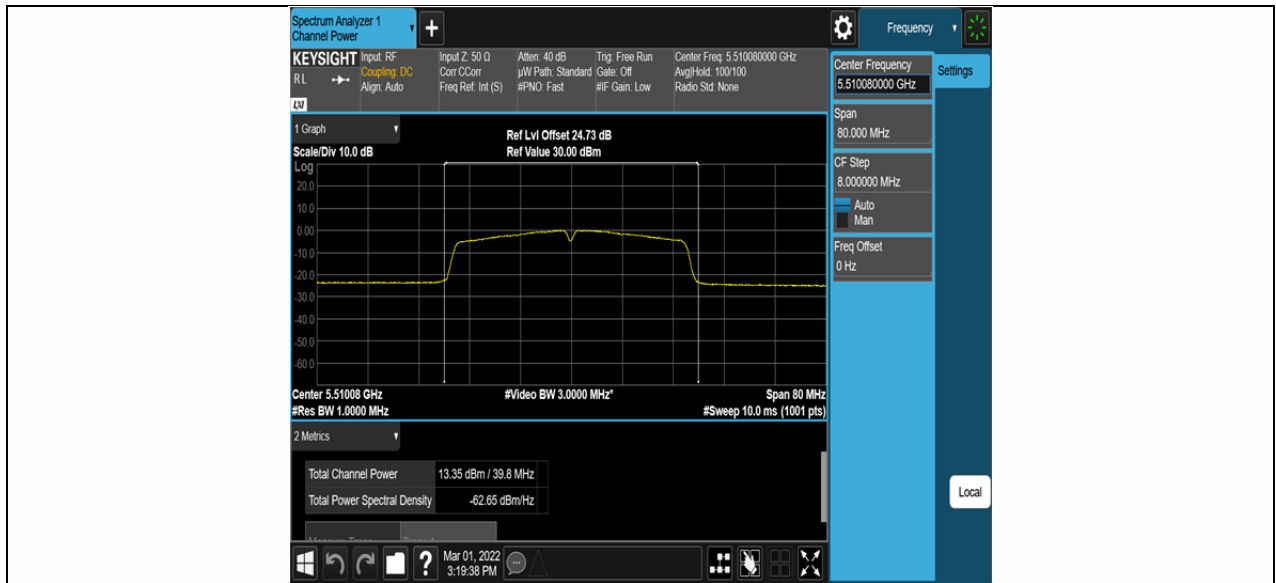 Spectrum Analyzer 1
Channel Power
+
Frequency
KEYSIGHT
RL
LXI
Input: RF
Coupling: DC
Align: Auto
Input Z: 50 Ω
Corr CCorr
Freq Ref: Int (S)
Atten: 40 dB
µW Path: Standard
#PNO: Fast
Trig: Free Run
Gate: Off
#IF Gain: Low
Center Freq: 5.510080000 GHz
Avg|Hold: 100/100
Radio Std: None
Center Frequency
5.510080000 GHz
Settings
Span
80.000 MHz
CF Step
8.000000 MHz
Auto
Man
Freq Offset
0 Hz
Local
1 Graph
Scale/Div 10.0 dB
Ref Lvl Offset 24.73 dB
Ref Value 30.00 dBm
Log
20.0
10.0
0.00
-10.0
-20.0
-30.0
-40.0
-50.0
-60.0
Center 5.51008 GHz
#Res BW 1.0000 MHz
#Video BW 3.0000 MHz*
Span 80 MHz
#Sweep 10.0 ms (1001 pts)
2 Metrics
Total Channel Power 13.35 dBm / 39.8 MHz
Total Power Spectral Density -62.65 dBm/Hz
?
Mar 01, 2022
3:19:38 PM